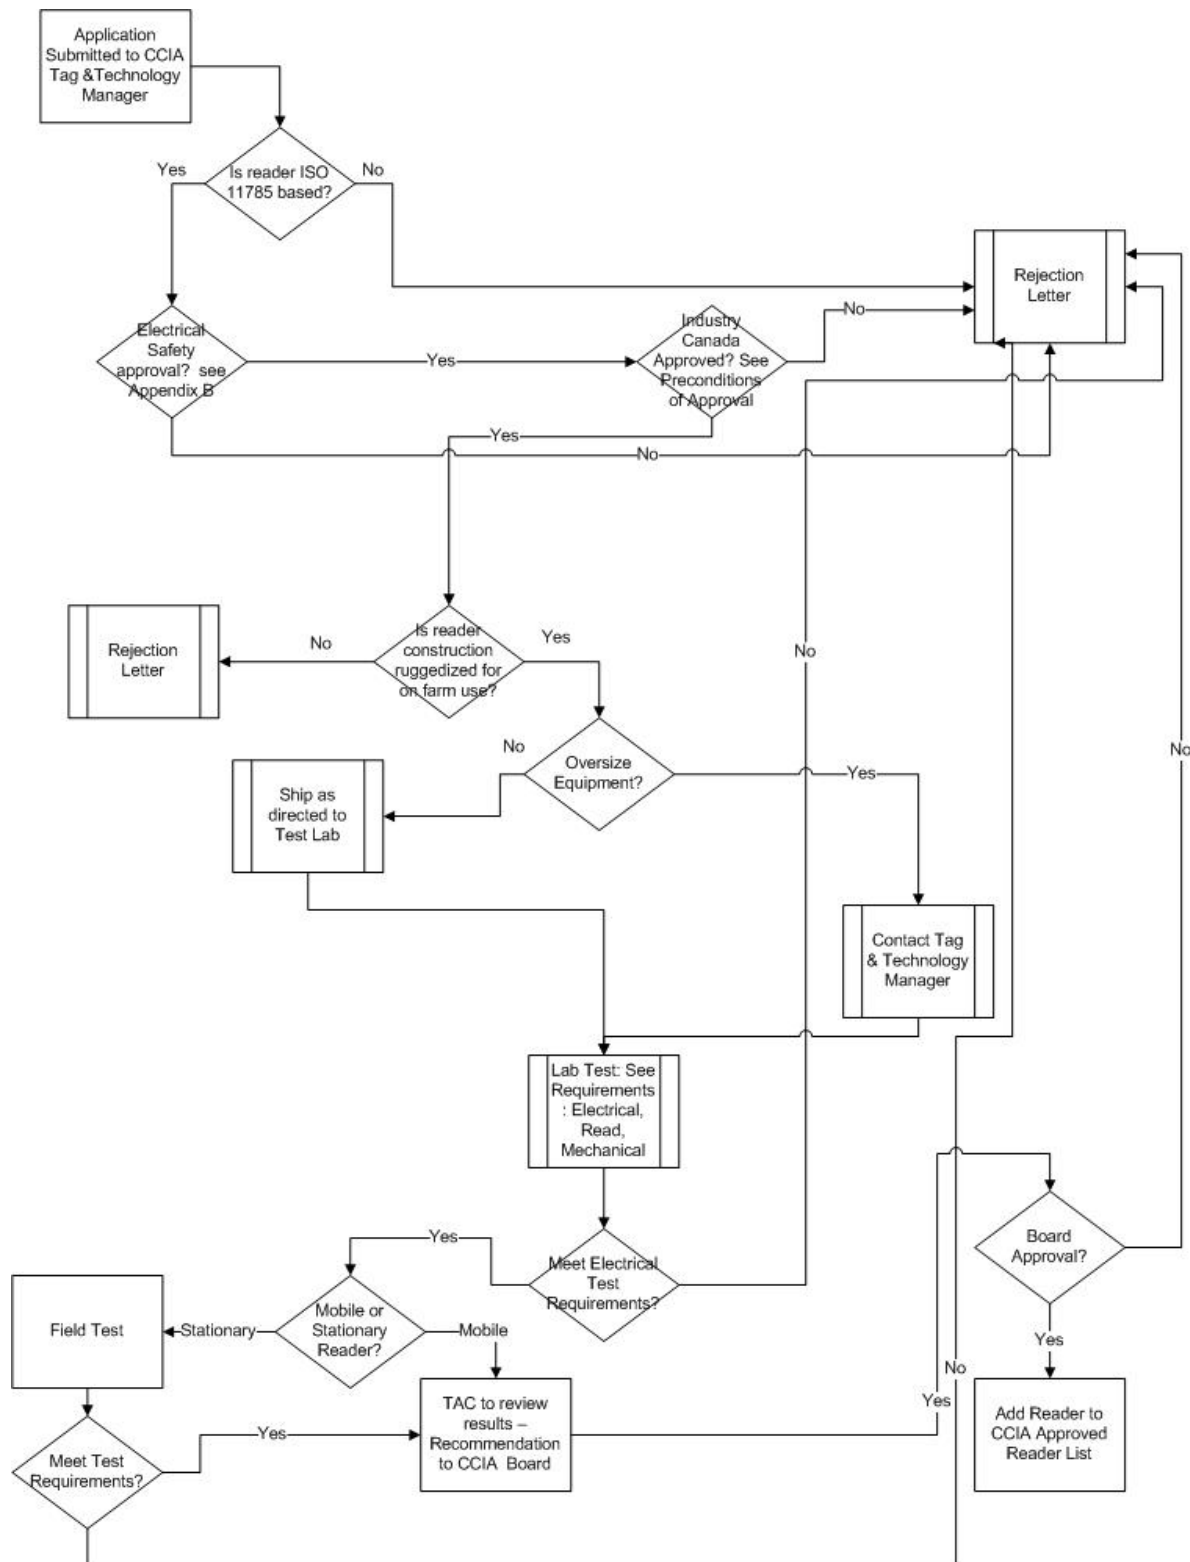 Application
Submitted to CCIA
Tag &Technology
Manager
Yes
Is reader ISO
11785 based?
No
Rejection
Letter
Electrical
Safety
approval? see
Appendix B
Yes
Industry
Canada
Approved? See
Preconditions
of Approval
No
Yes
No
Rejection
Letter
No
Is reader
construction
ruggedized for
on farm use?
Yes
No
No
No
Oversize
Equipment?
Yes
Ship as
directed to
Test Lab
Contact Tag
& Technology
Manager
Lab Test: See
Requirements
: Electrical,
Read,
Mechanical
Yes
Meet Electrical
Test
Requirements?
Board
Approval?
Field Test
Stationary
Mobile or
Stationary
Reader?
Mobile
Yes
No
Yes
TAC to review
results –
Recommendation
to CCIA Board
Add Reader to
CCIA Approved
Reader List
Meet Test
Requirements?
Yes